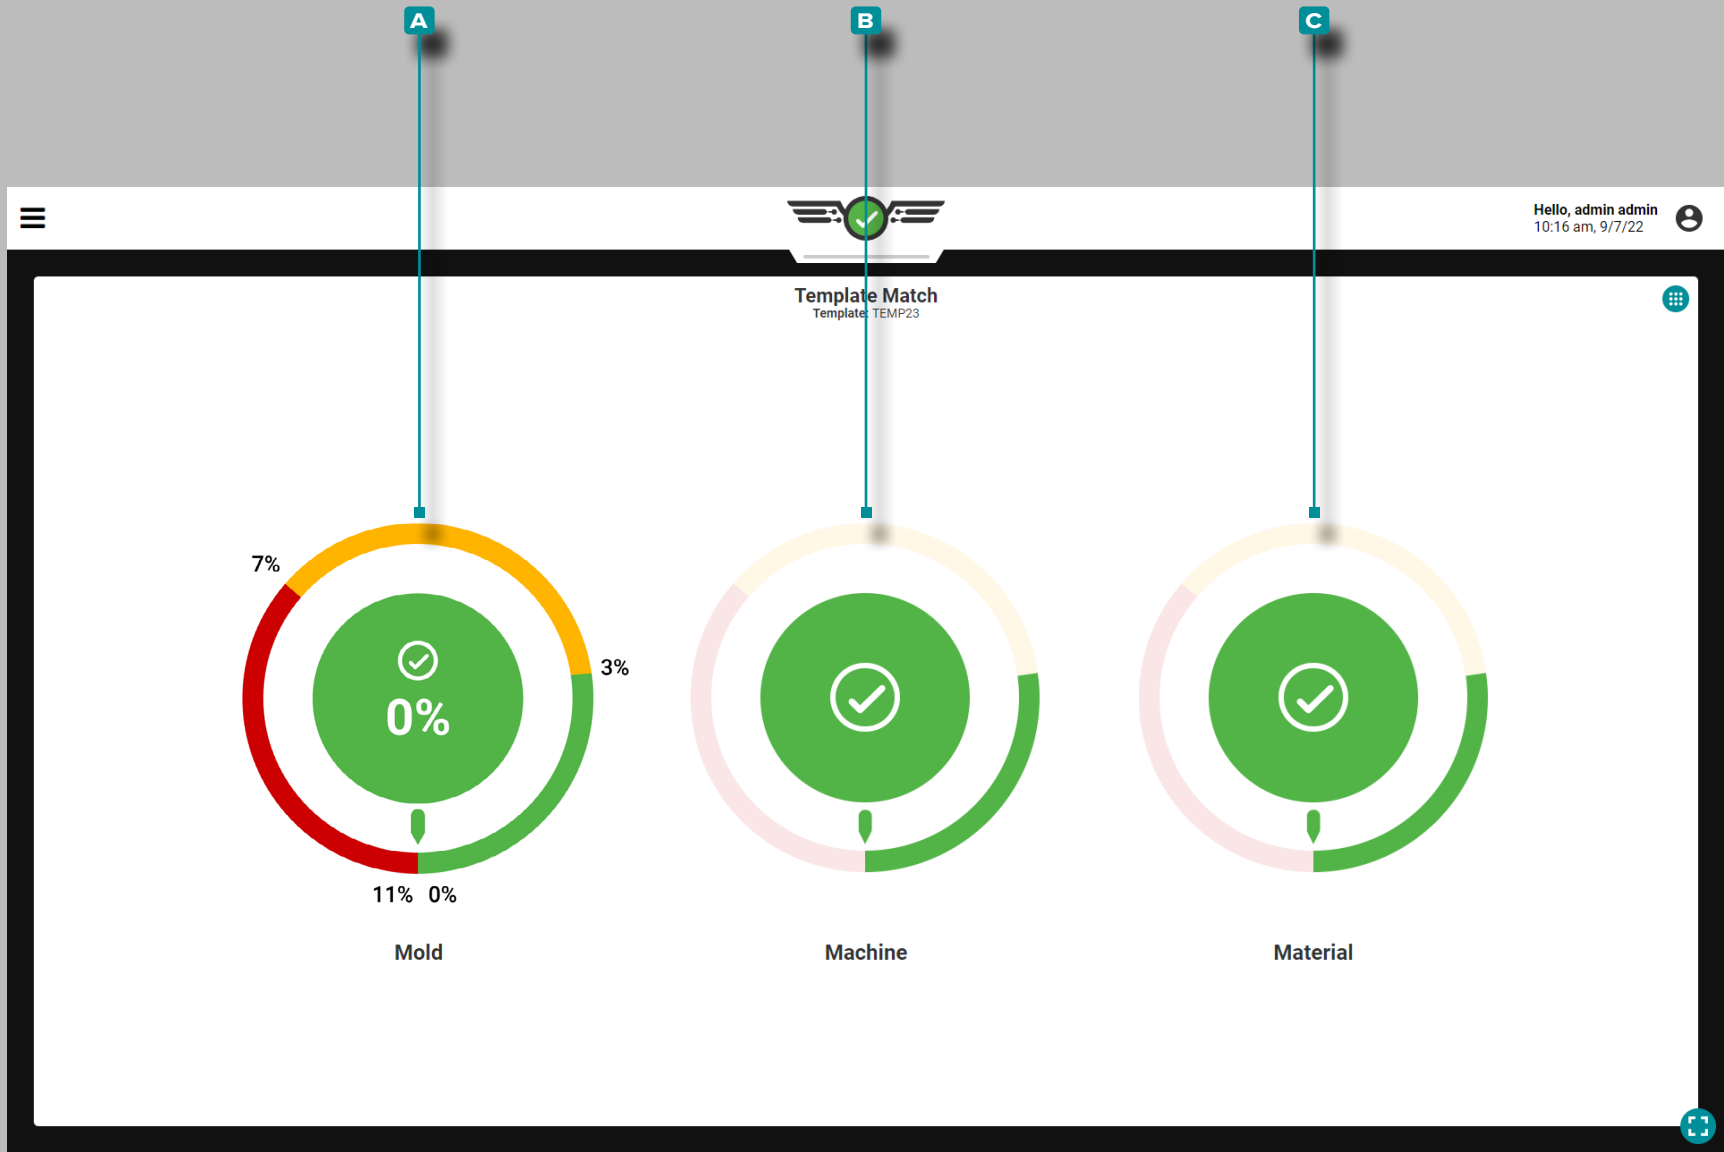 A
B
C
Hello, admin admin
10:16 am, 9/7/22
Template Match
Template: TEMP23
7%
3%
0%
11%
0%
Mold
Machine
Material